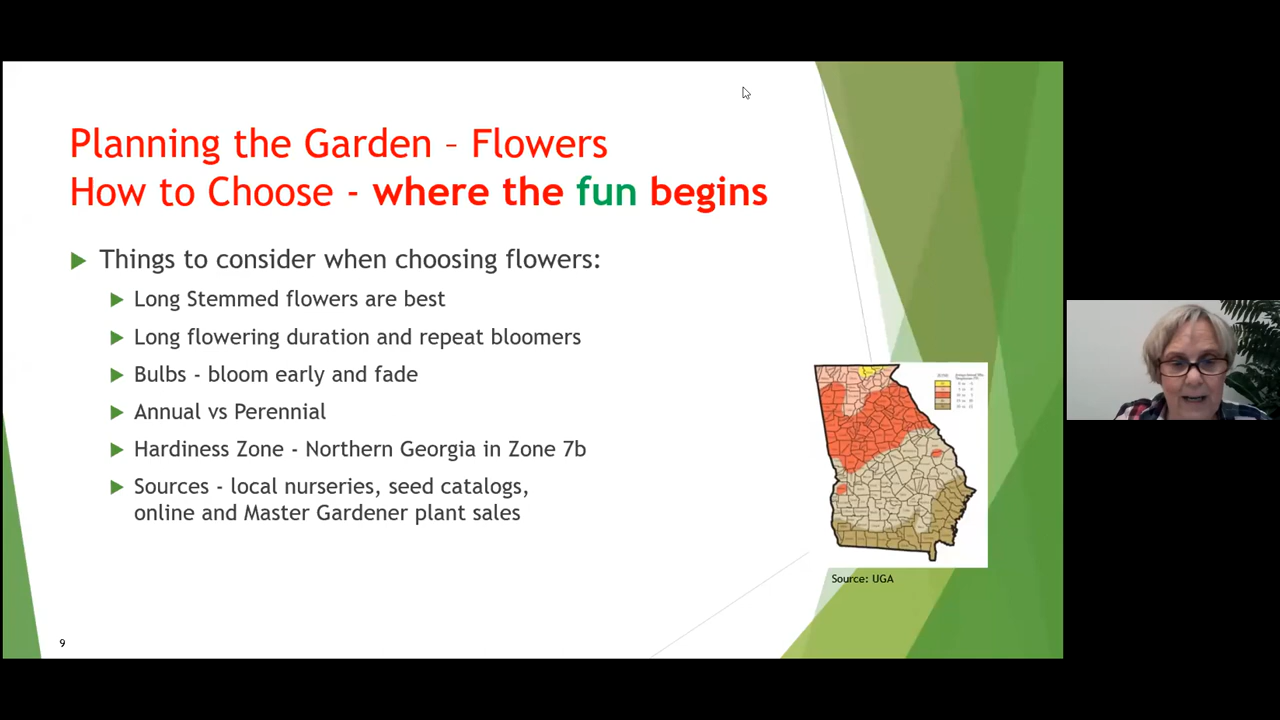 Planning the Garden – Flowers
How to Choose - where the fun begins
Things to consider when choosing flowers:
Long Stemmed flowers are best
Long flowering duration and repeat bloomers
Bulbs - bloom early and fade
Annual vs Perennial
Hardiness Zone - Northern Georgia in Zone 7b
Sources - local nurseries, seed catalogs,
online and Master Gardener plant sales
Source: UGA
9